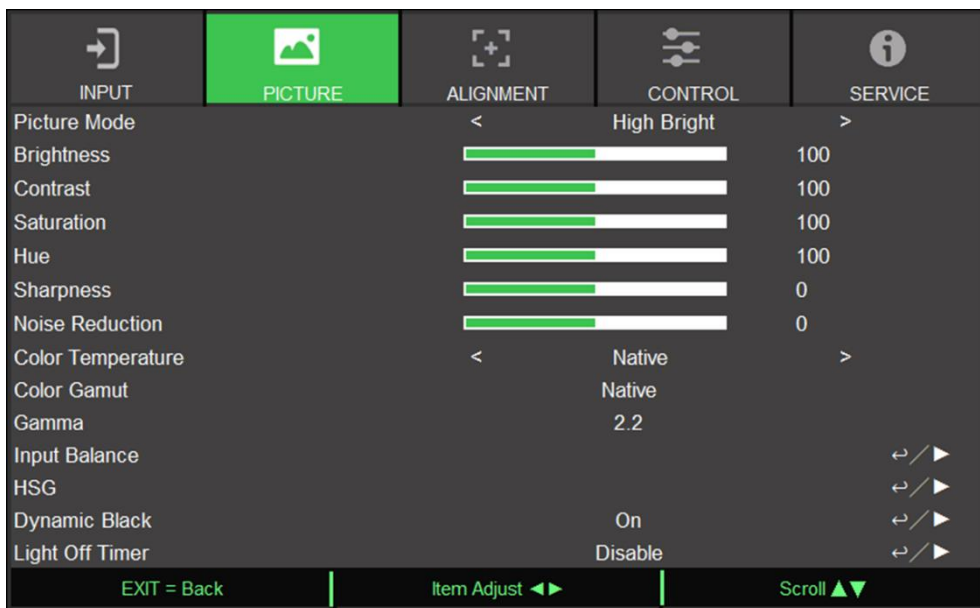 INPUT PICTURE ALIGNMENT CONTROL SERVICE
Picture Mode < High Bright >
Brightness 100
Contrast 100
Saturation 100
Hue 100
Sharpness 0
Noise Reduction 0
Color Temperature < Native >
Color Gamut Native
Gamma 2.2
Input Balance ↩/▶
HSG ↩/▶
Dynamic Black On ↩/▶
Light Off Timer Disable ↩/▶
EXIT = Back Item Adjust ◀▶ Scroll ▲▼